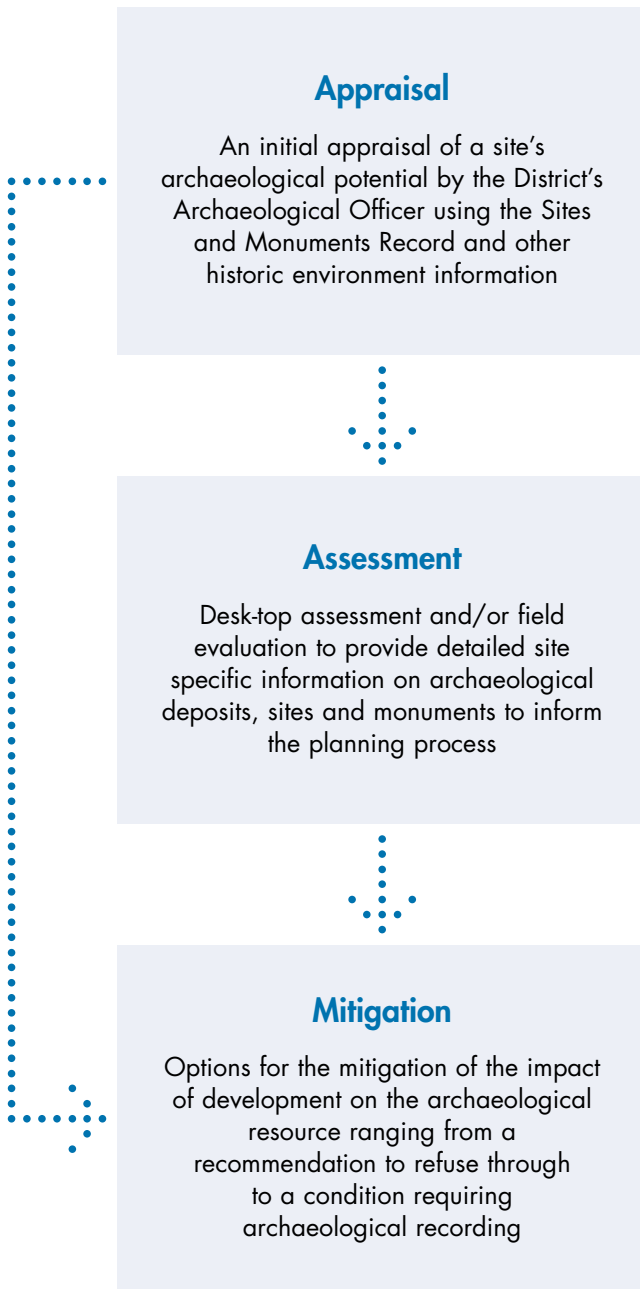 Appraisal
An initial appraisal of a site's
archaeological potential by the District's
Archaeological Officer using the Sites
and Monuments Record and other
historic environment information
Assessment
Desk-top assessment and/or field
evaluation to provide detailed site
specific information on archaeological
deposits, sites and monuments to inform
the planning process
Mitigation
Options for the mitigation of the impact
of development on the archaeological
resource ranging from a
recommendation to refuse through
to a condition requiring
archaeological recording